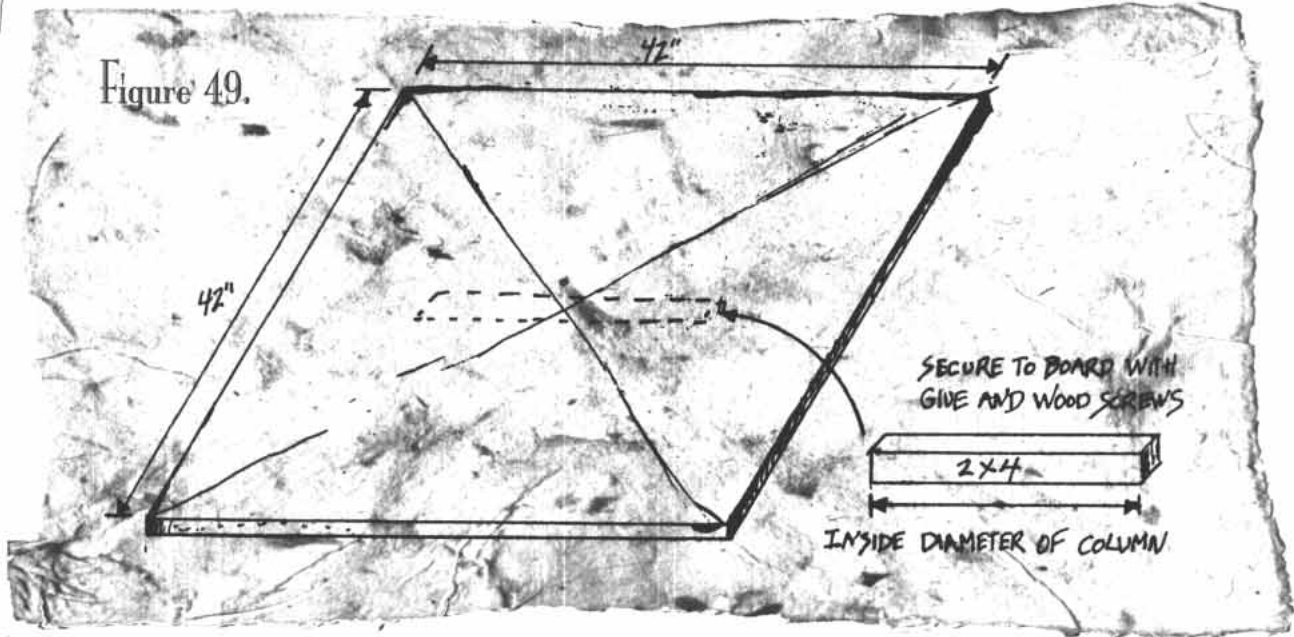 Figure 49.
42"
42"
SECURE TO BOARD WITH
GLUE AND WOOD SCREWS
2X4
INSIDE DIAMETER OF COLUMN